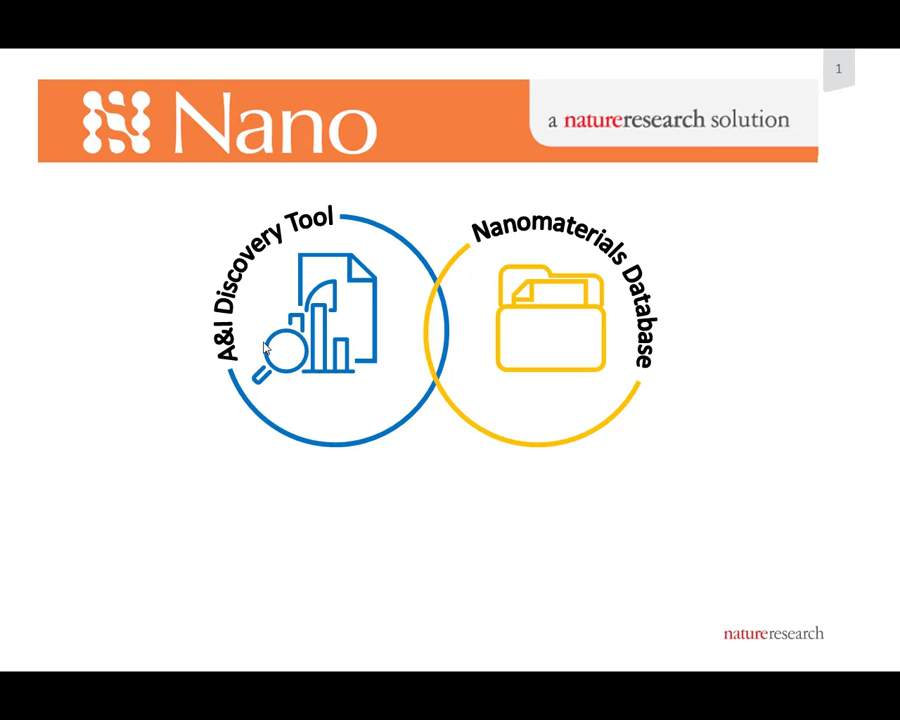 1
Nano
a natureresearch solution
A&I Discovery Tool
Nanomaterials Database
natureresearch